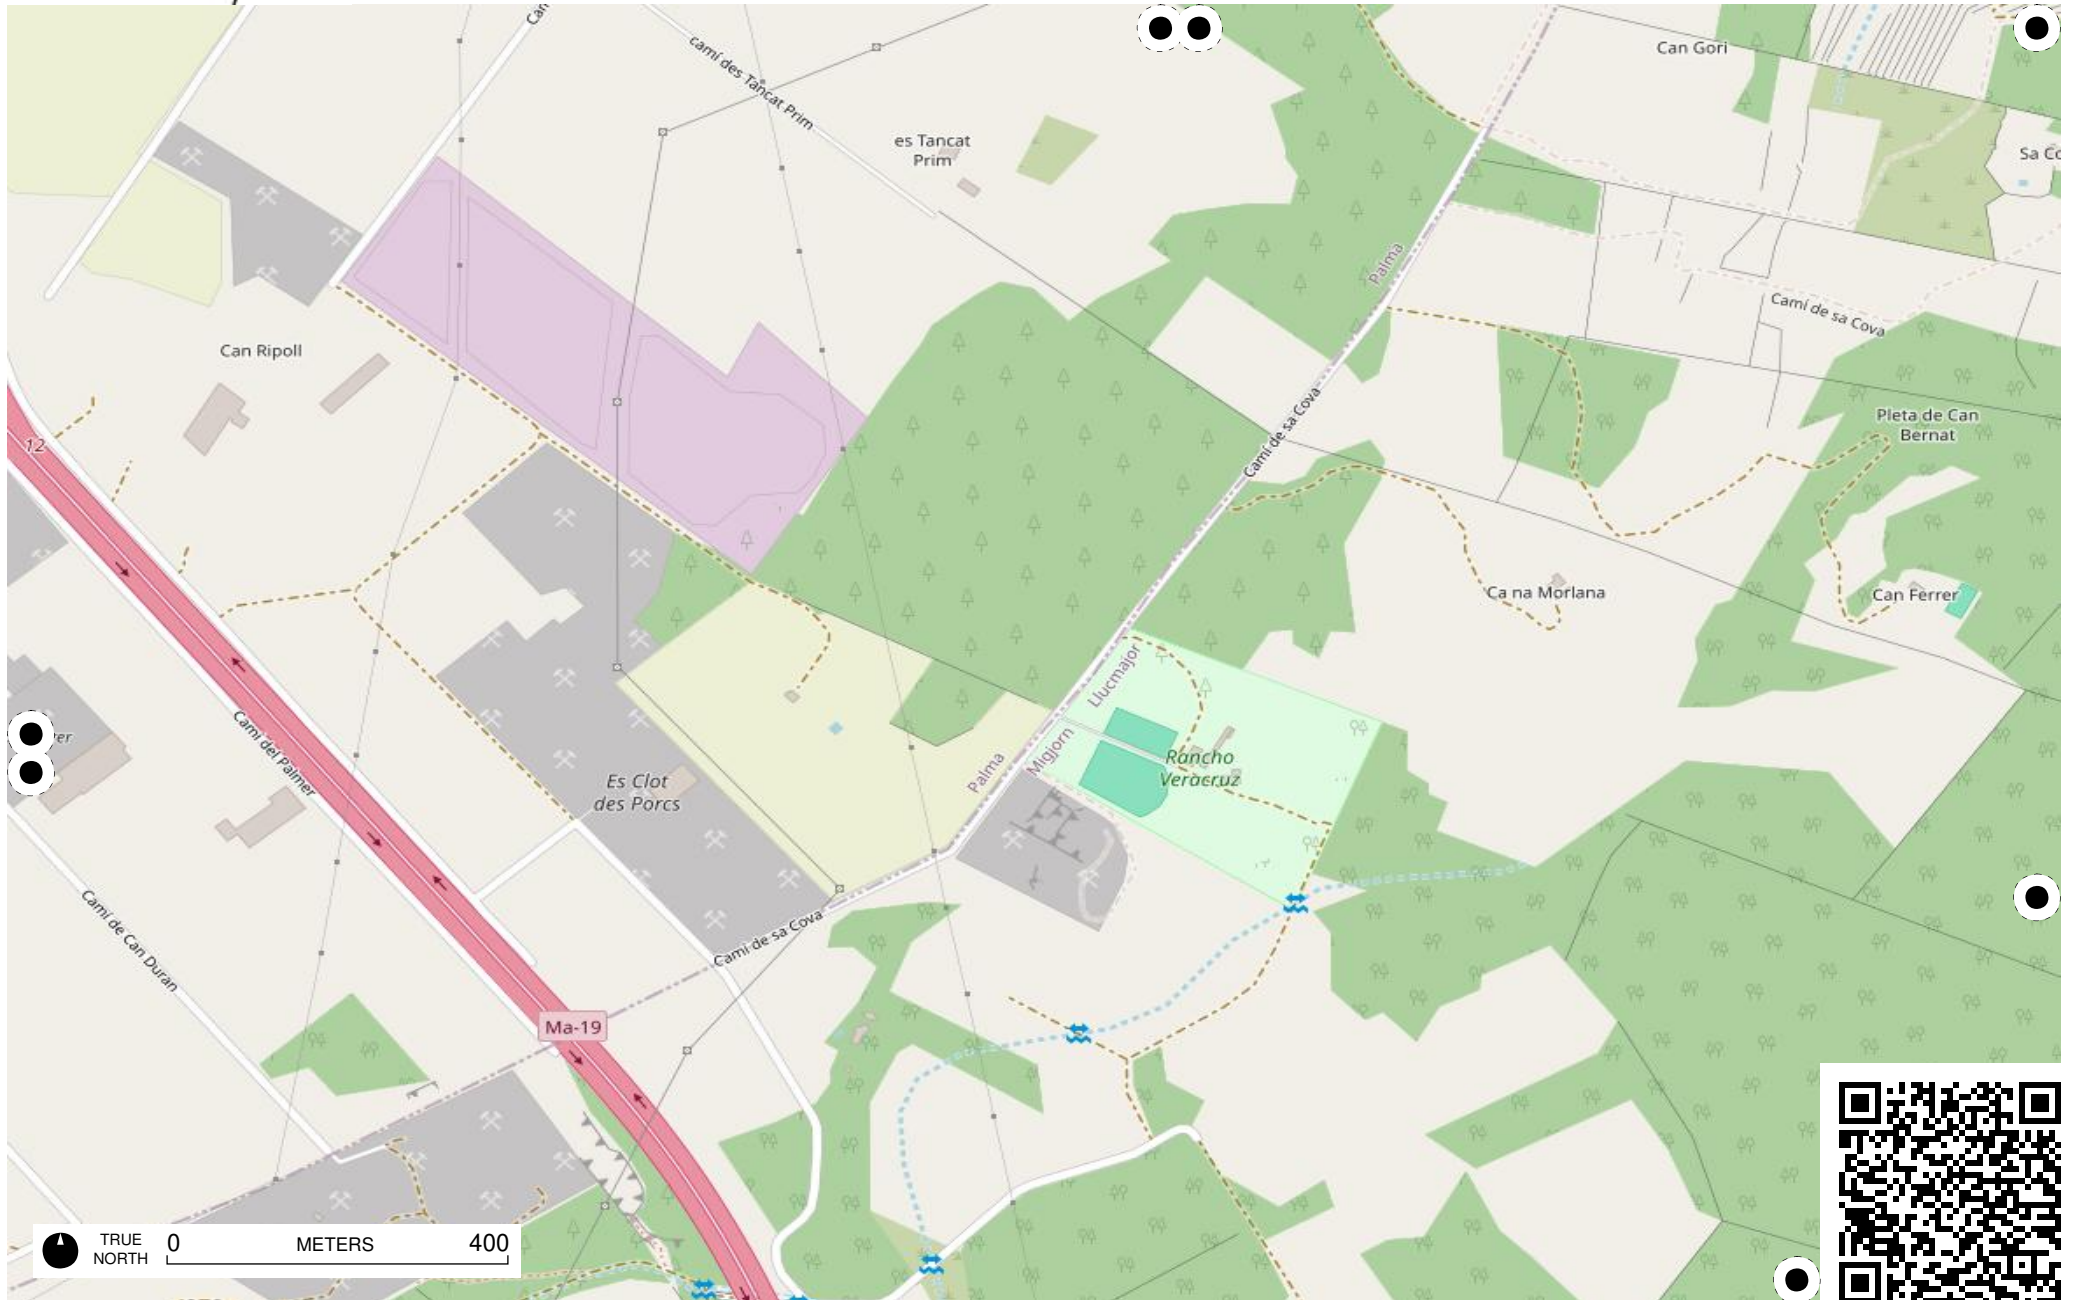 camí des Tancat Prim
Can Gori
es Tancat
Prim
Sa Co
Palma
Camí de sa Cova
Can Ripoll
Camí de sa Cova
Pleta de Can
Bernat
12
Ca na Morlana
Can Ferrer
Llucmajor
Migjorn
Palma
Rancho
Veracruz
Camí del Palmer
Es Clot
des Porcs
Camí de sa Cova
Camí de Can Duran
Ma-19
TRUE
NORTH
0 METERS 400